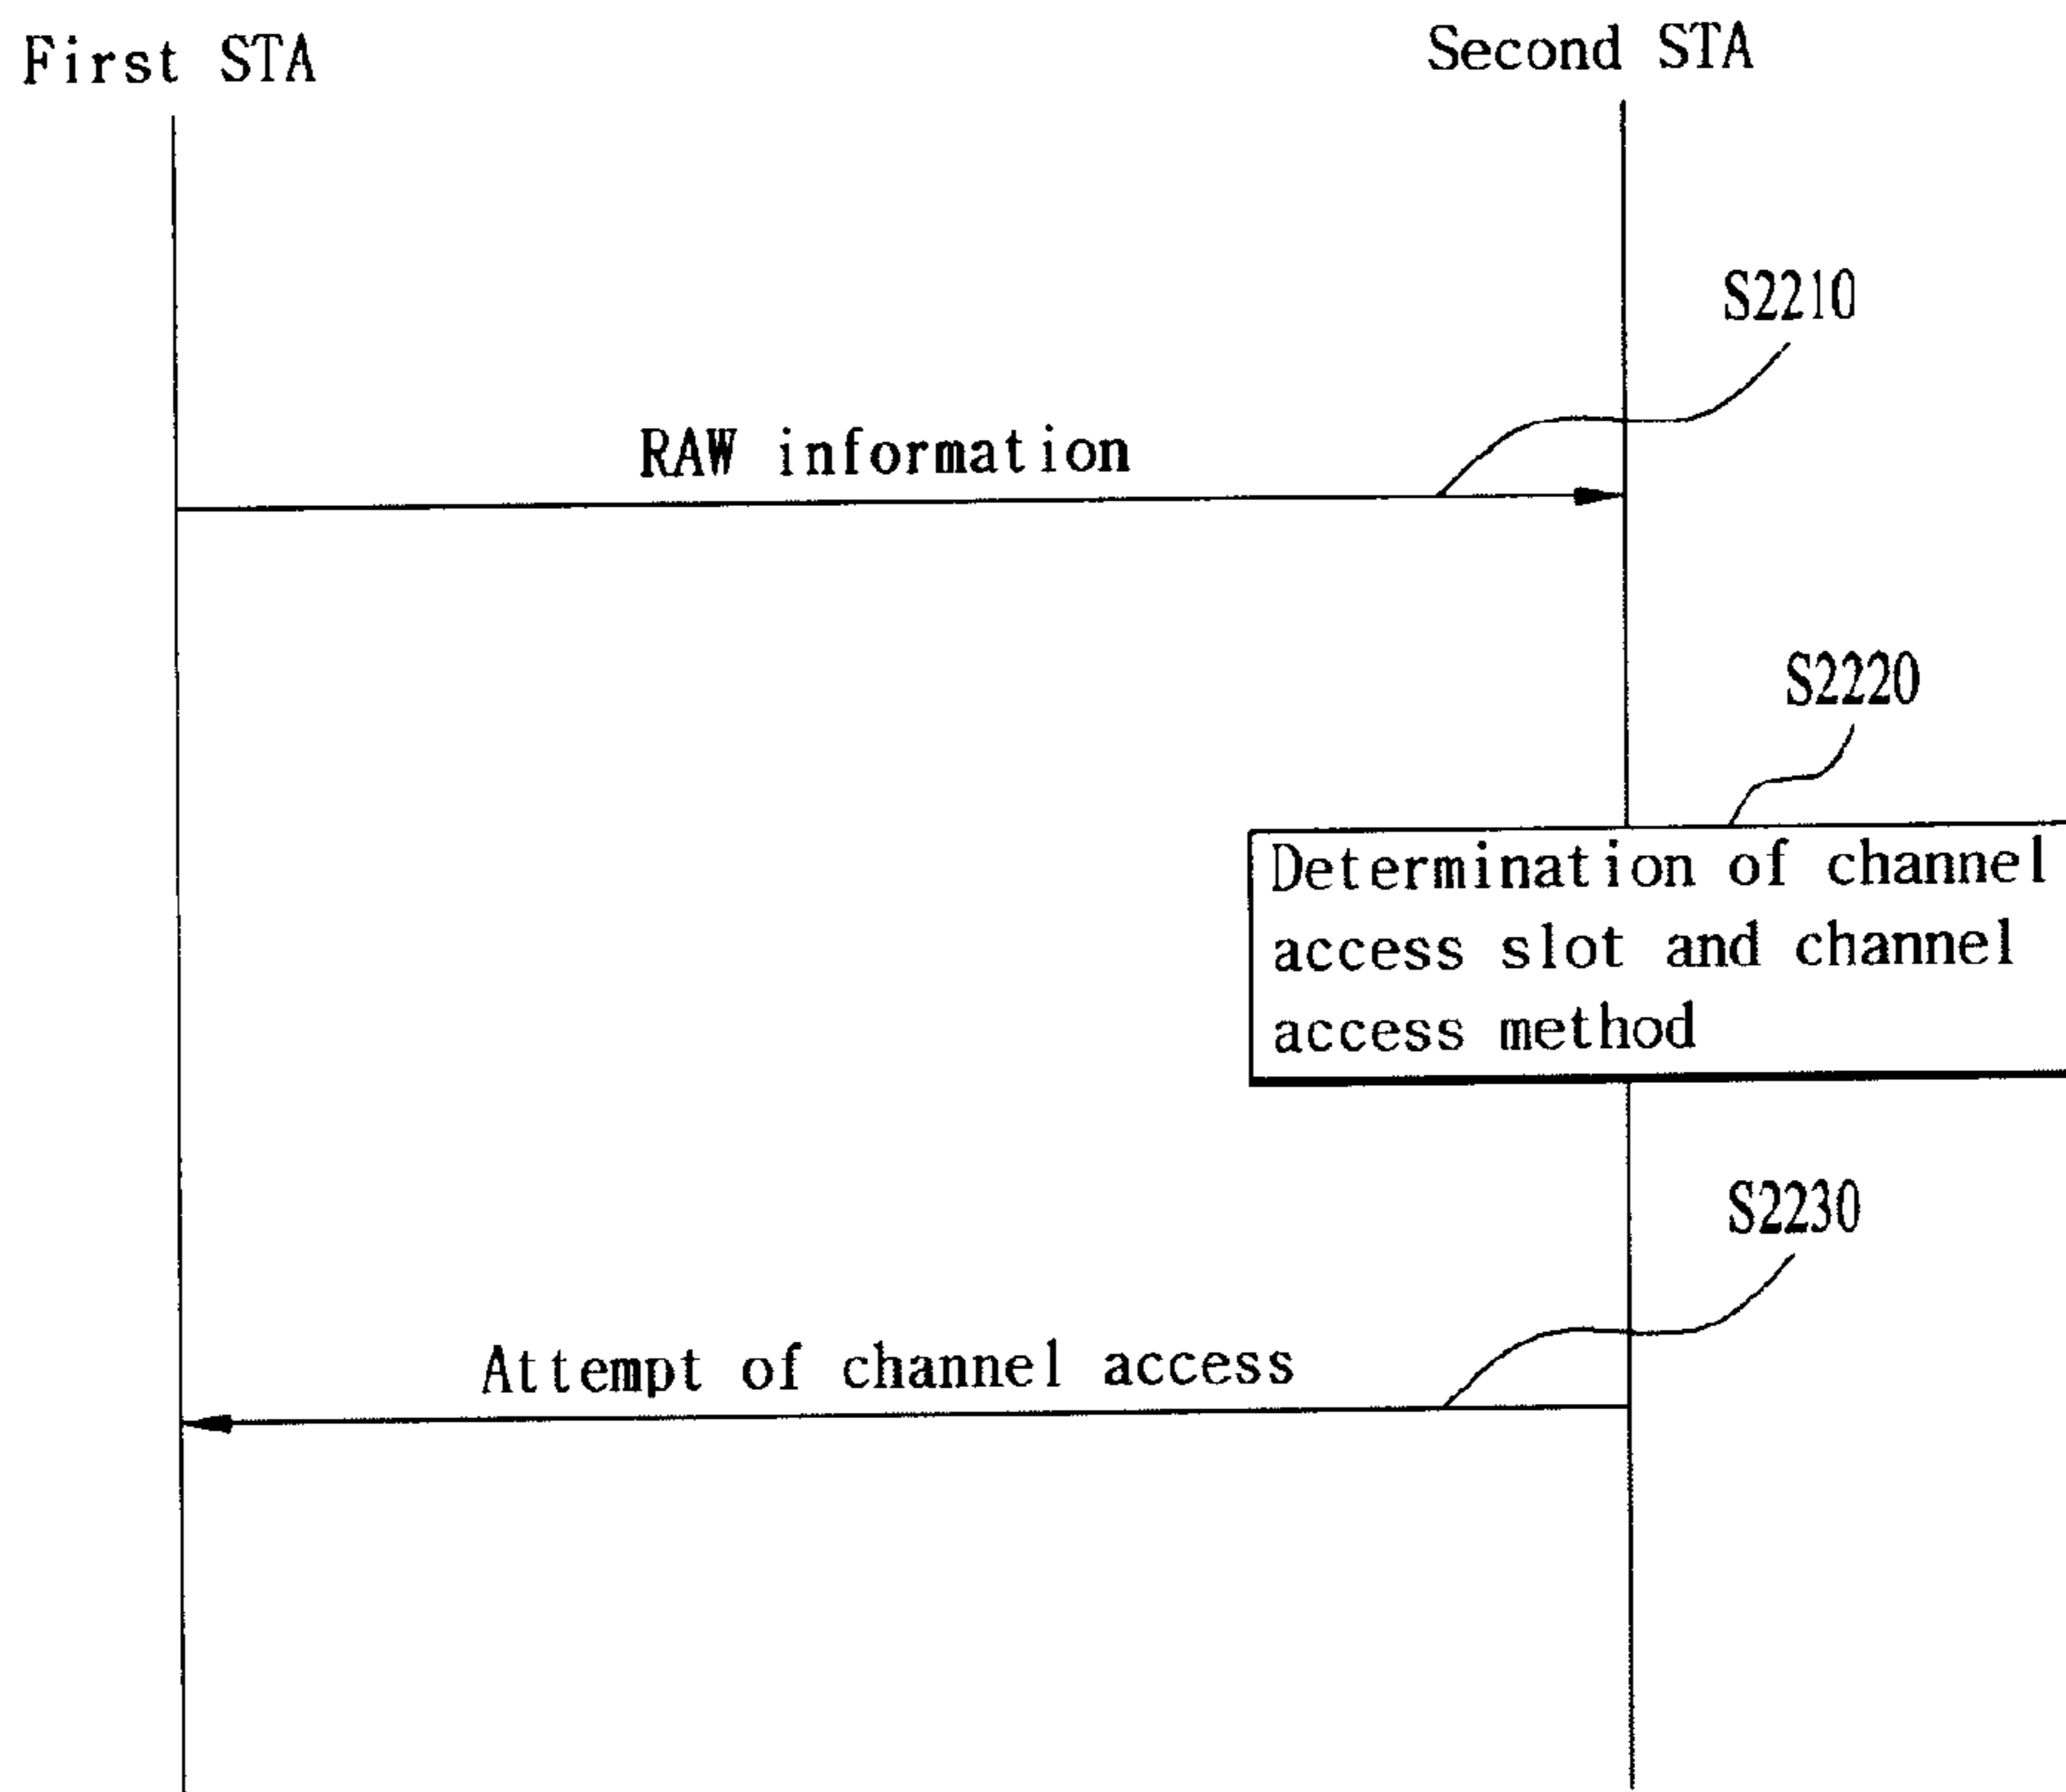 First STA
Second STA
S2210
RAW information
S2220
Determination of channel
access slot and channel
access method
S2230
Attempt of channel access